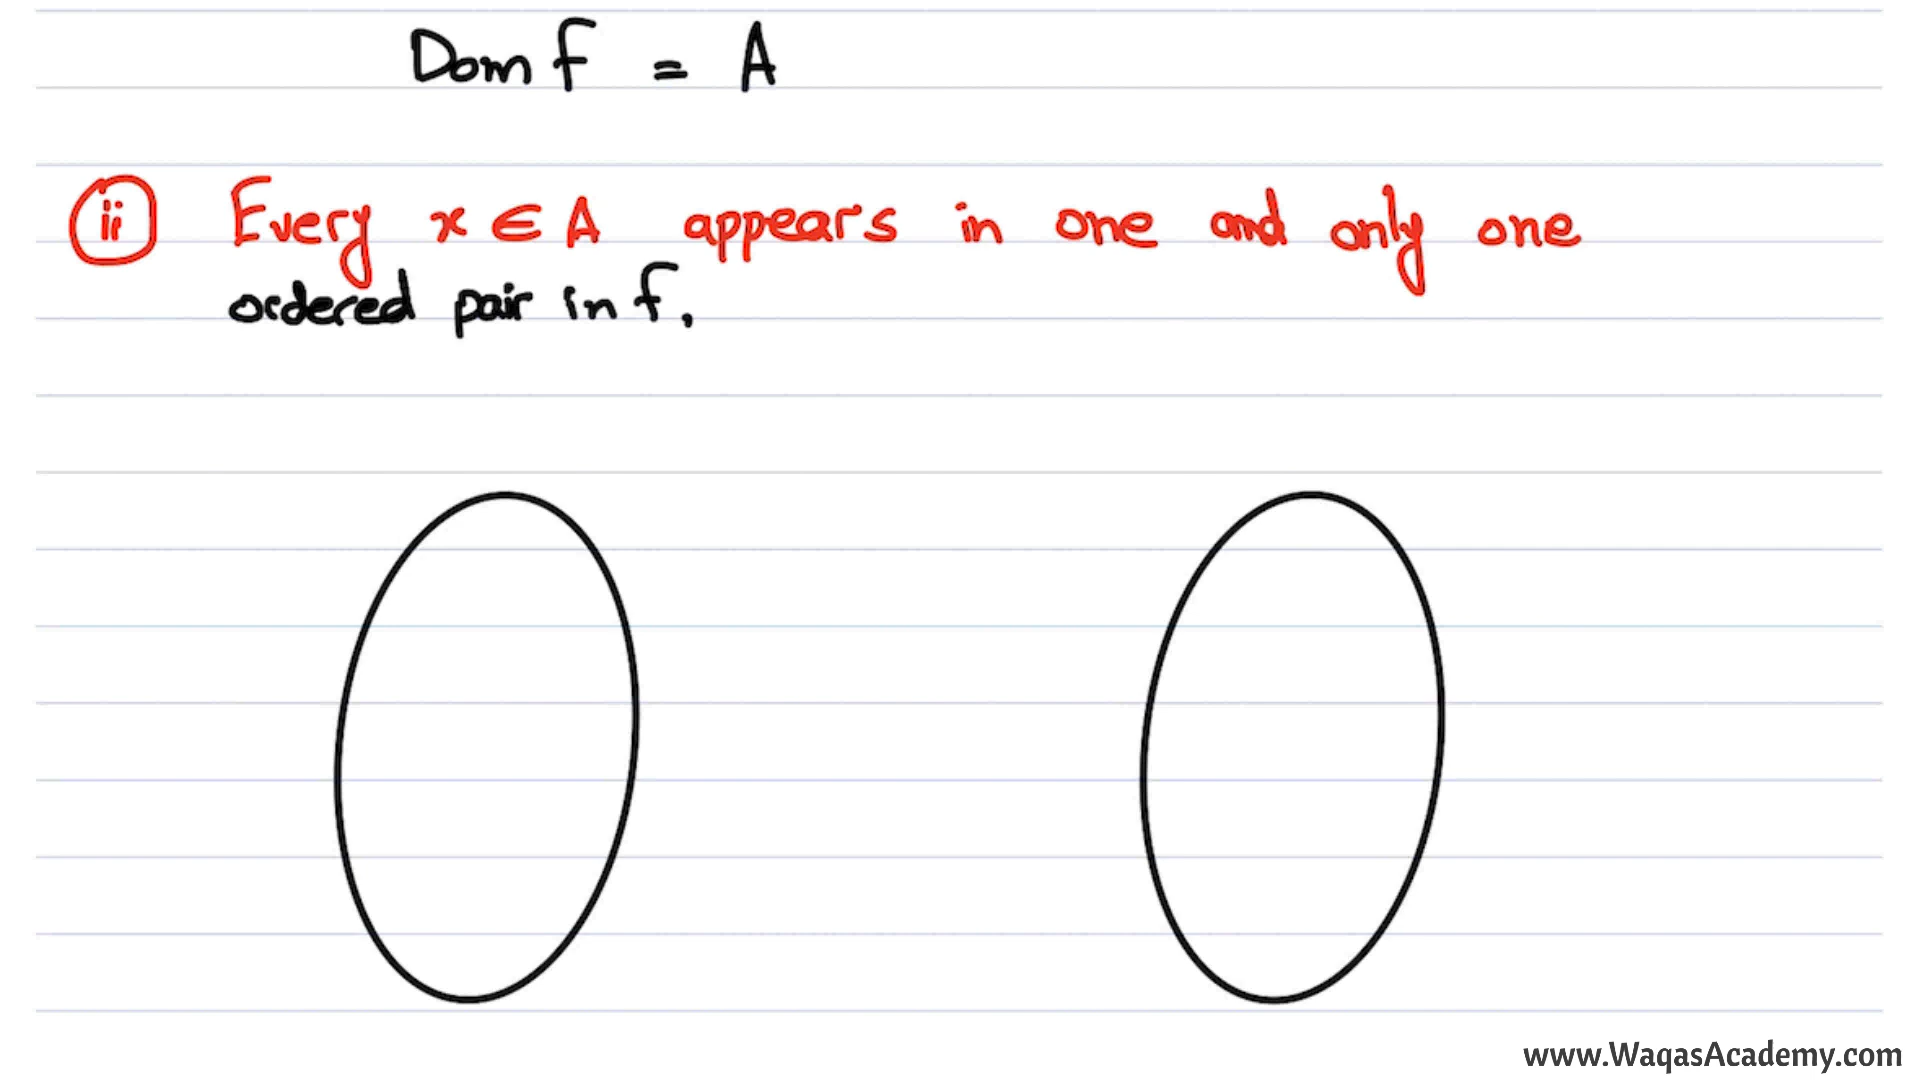 Dom f = A
ii Every x ∈ A appears in one and only one
ordered pair in f.
www.WaqasAcademy.com